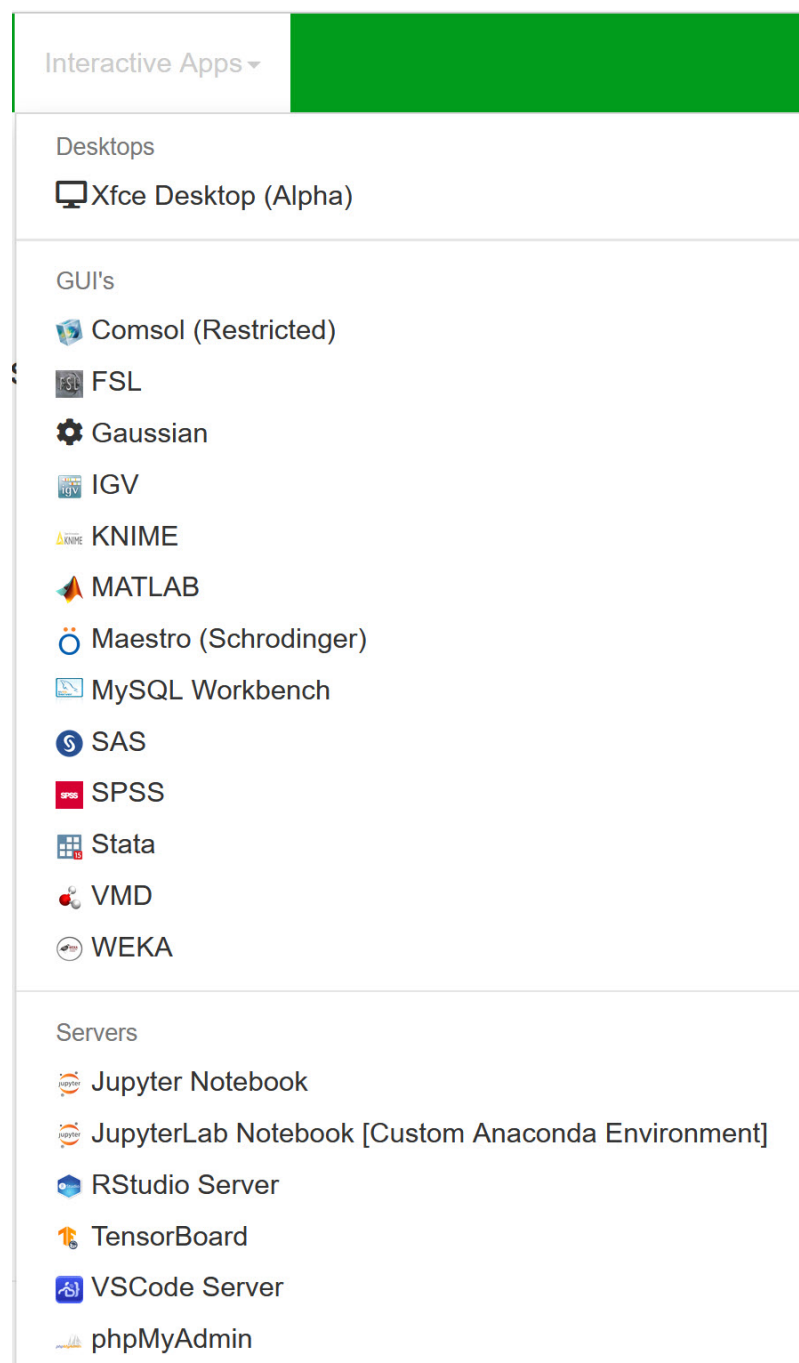 Interactive Apps
Desktops
Xfce Desktop (Alpha)
GUI's
Comsol (Restricted)
FSL
Gaussian
IGV
KNIME
MATLAB
Maestro (Schrodinger)
MySQL Workbench
SAS
SPSS
Stata
VMD
WEKA
Servers
Jupyter Notebook
JupyterLab Notebook [Custom Anaconda Environment]
RStudio Server
TensorBoard
VSCode Server
phpMyAdmin